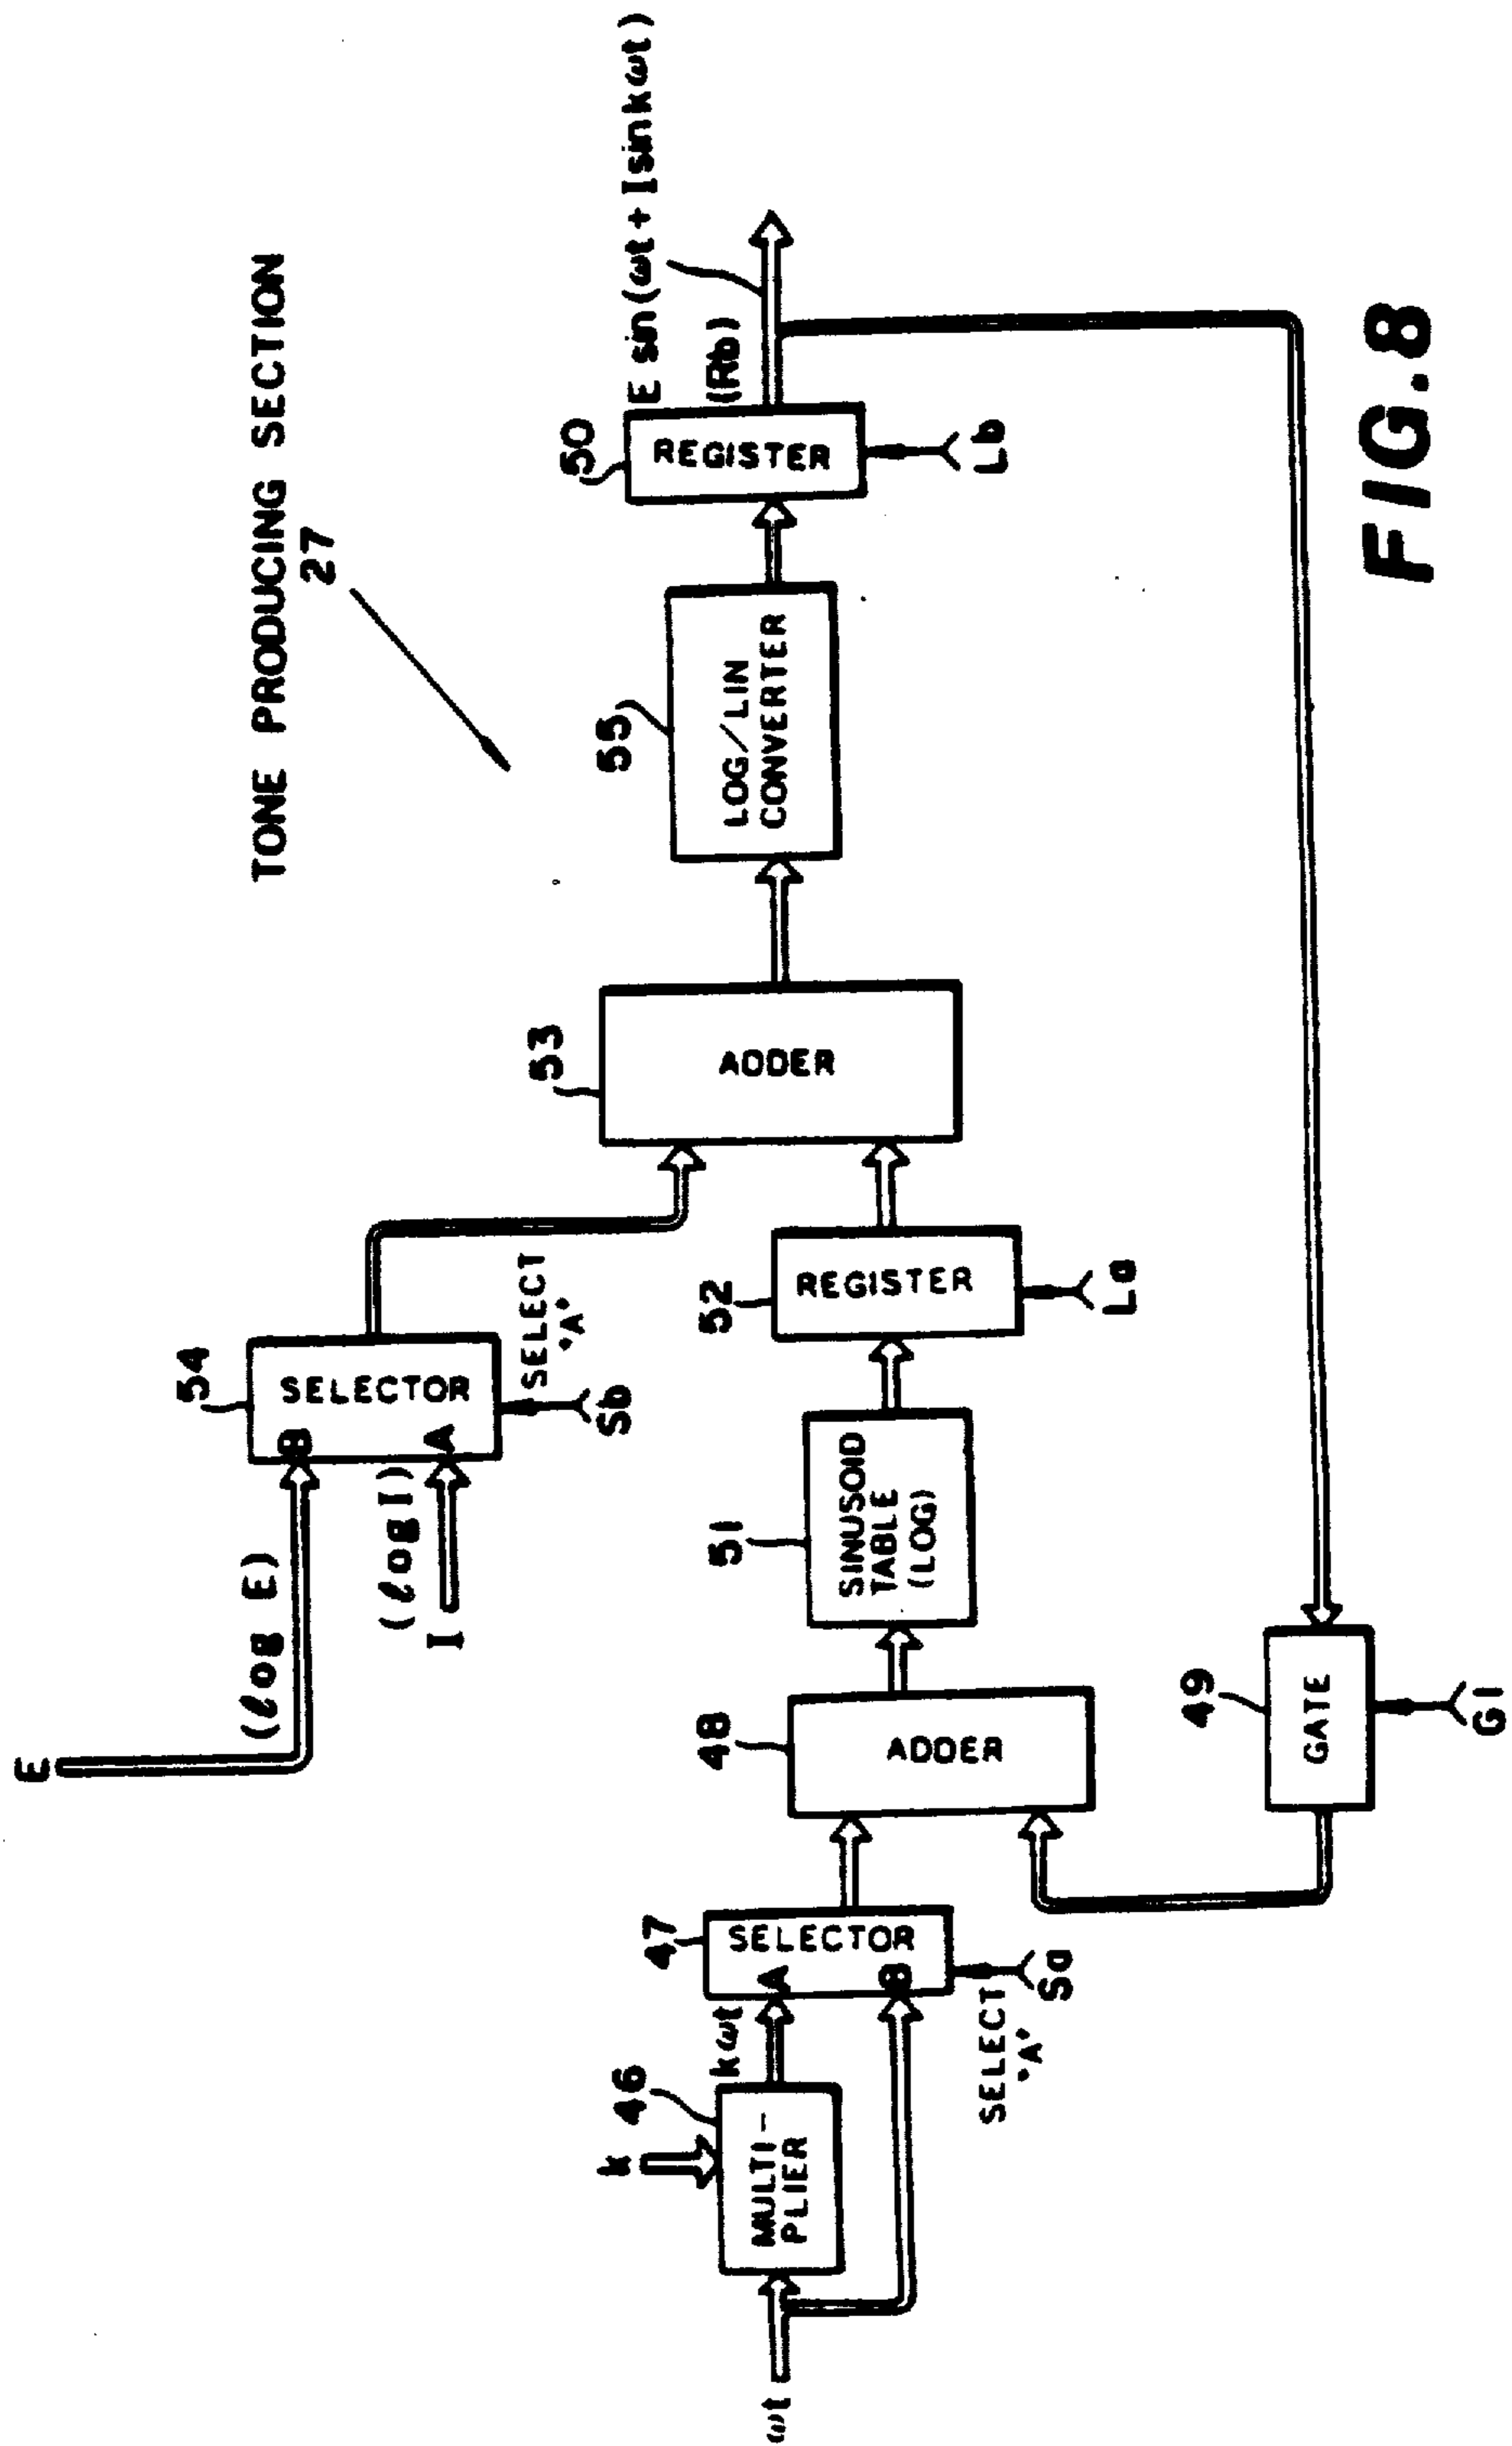 TONE PRODUCING SECTION
27
E
(log E)
(log I)
I
54
B
A
SELECTOR
SELECT
"A"
Sb
53
ADDER
55
LOG/LIN
CONVERTER
50
REGISTER
Lb
(Rb)
E sin(ωt+Isinkωt)
ωt
k
46
MULTI-
PLIER
kωt
47
A
B
SELECTOR
SELECT
"A"
Sa
48
ADDER
51
SINUSOID
TABLE
(LOG)
52
REGISTER
La
49
GATE
G1
FIG.8